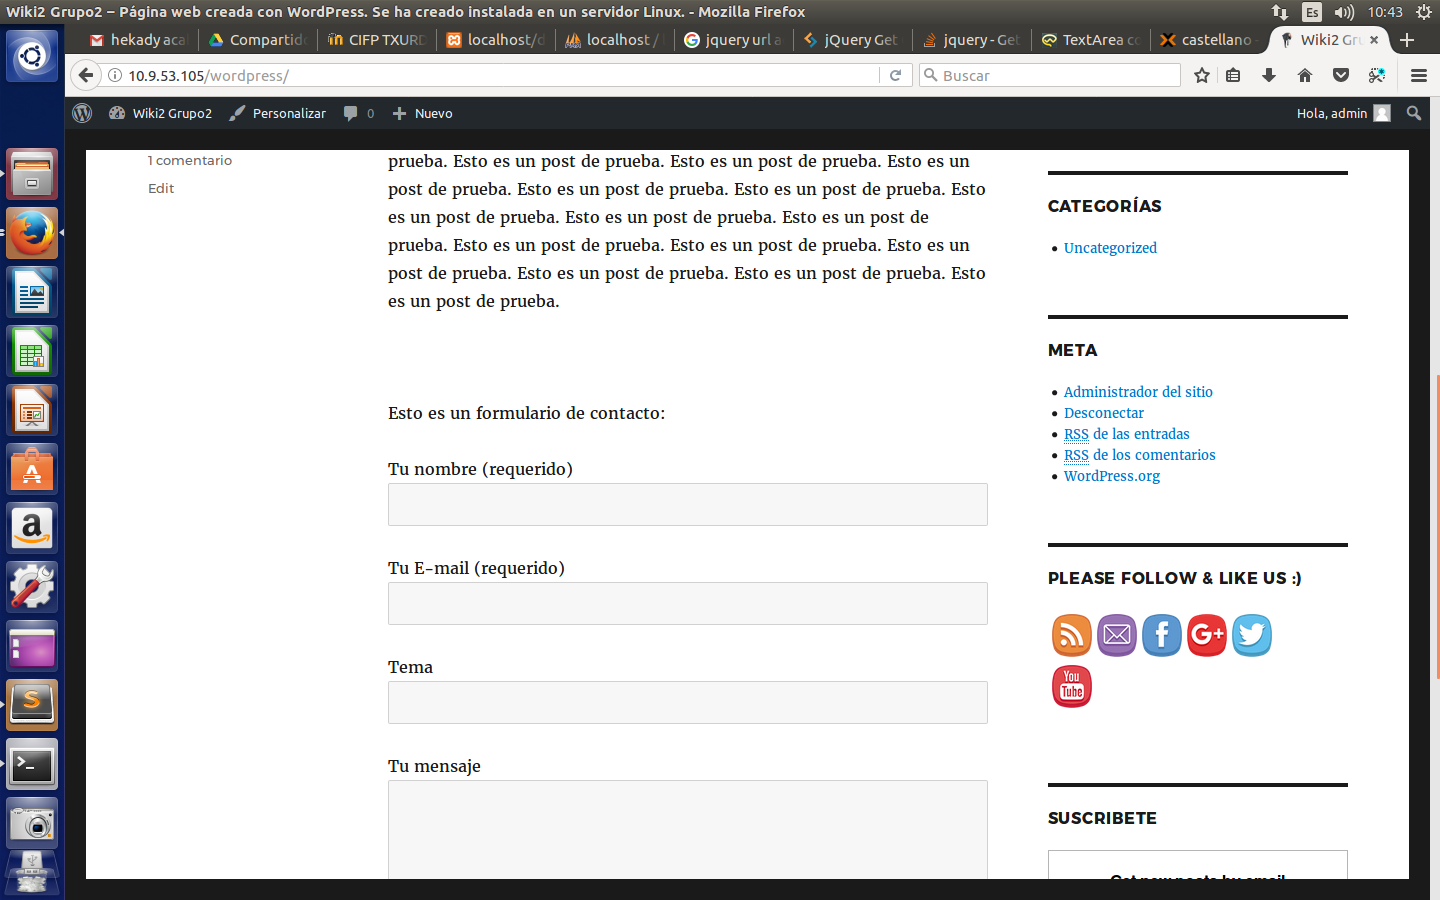 Wiki2 Grupo2 – Página web creada con WordPress. Se ha creado instalada en un servidor Linux. - Mozilla Firefox
Es
10:43
hekady aca
Compartido
CIFP TXURD
localhost/d
localhost /
jquery url a
jQuery Get
jquery - Get
TextArea co
castellano -
Wiki2 Gru
10.9.53.105/wordpress/
Buscar
Wiki2 Grupo2
Personalizar
0
Nuevo
Hola, admin
1 comentario
Edit
prueba. Esto es un post de prueba. Esto es un post de prueba. Esto es un
post de prueba. Esto es un post de prueba. Esto es un post de prueba. Esto
es un post de prueba. Esto es un post de prueba. Esto es un post de
prueba. Esto es un post de prueba. Esto es un post de prueba. Esto es un
post de prueba. Esto es un post de prueba. Esto es un post de prueba. Esto
es un post de prueba.
Esto es un formulario de contacto:
Tu nombre (requerido)
Tu E-mail (requerido)
Tema
Tu mensaje
CATEGORÍAS
Uncategorized
META
Administrador del sitio
Desconectar
RSS de las entradas
RSS de los comentarios
WordPress.org
PLEASE FOLLOW & LIKE US :)
G+
You
Tube
SUSCRIBETE
Get new posts by email